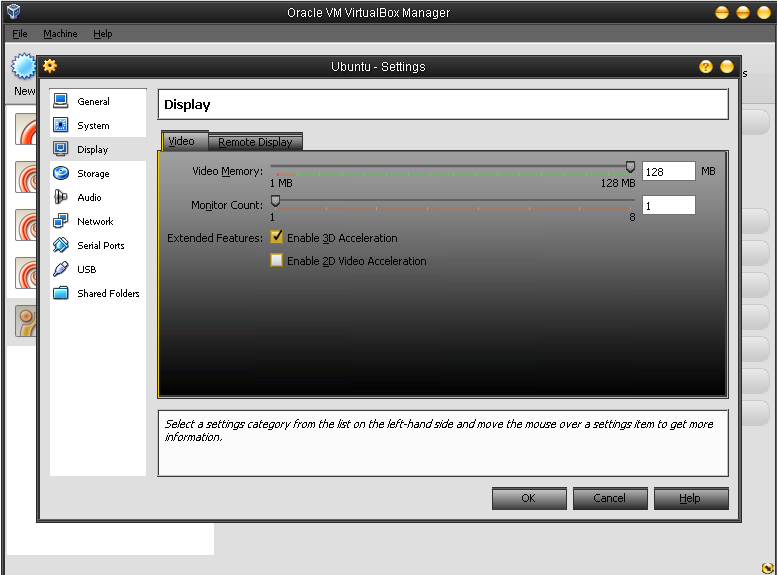 Oracle VM VirtualBox Manager
File Machine Help
New
s
Ubuntu - Settings
General
System
Display
Storage
Audio
Network
Serial Ports
USB
Shared Folders
Display
Video Remote Display
Video Memory: 128 MB
1 MB 128 MB
Monitor Count: 1
1 8
Extended Features: Enable 3D Acceleration
Enable 2D Video Acceleration
Select a settings category from the list on the left-hand side and move the mouse over a settings item to get more
information.
OK Cancel Help